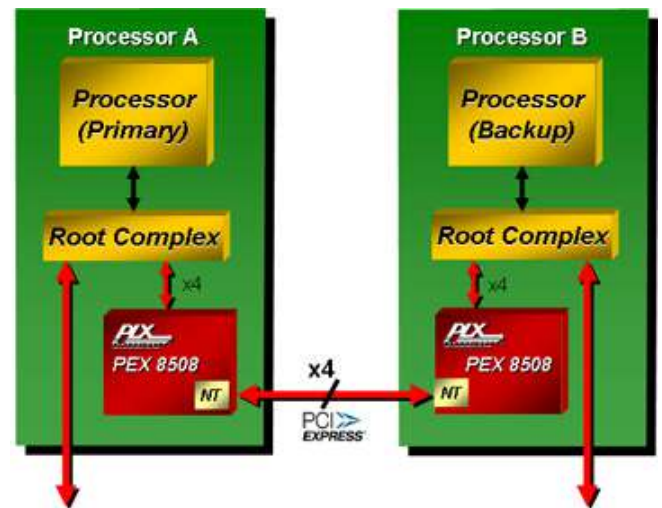 Processor A
Processor
(Primary)
Root Complex
x4
PLX
PEX 8508
NT
x4
PCI
EXPRESS
Processor B
Processor
(Backup)
Root Complex
x4
PLX
PEX 8508
NT